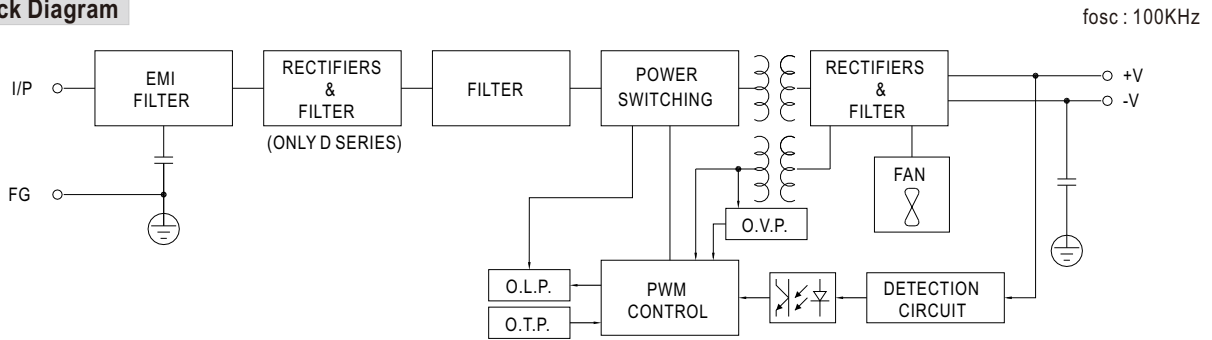 ck Diagram
fosc : 100KHz
I/P
EMI
FILTER
RECTIFIERS
&
FILTER
(ONLY D SERIES)
FILTER
POWER
SWITCHING
RECTIFIERS
&
FILTER
+V
-V
FG
FAN
O.V.P.
O.L.P.
O.T.P.
PWM
CONTROL
DETECTION
CIRCUIT